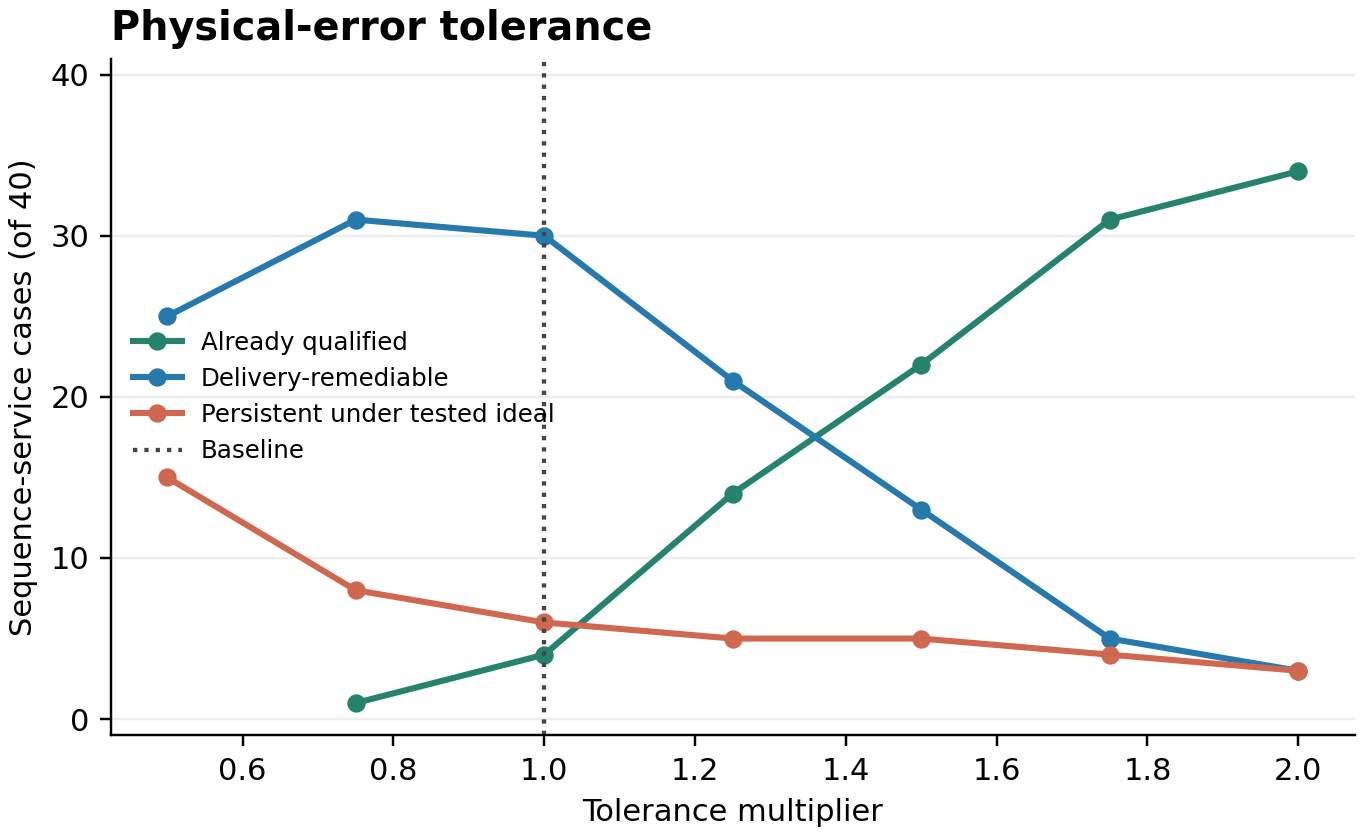 Physical-error tolerance
Sequence-service cases (of 40)
40
30
20
10
0
Already qualified
Delivery-remediable
Persistent under tested ideal
Baseline
0.6 0.8 1.0 1.2 1.4 1.6 1.8 2.0
Tolerance multiplier